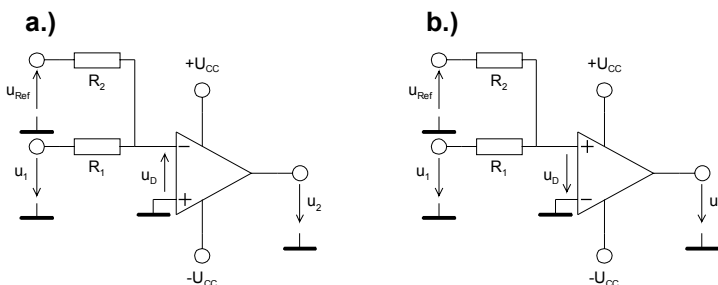 a.)
b.)
+U_CC
+U_CC
R_2
R_2
u_Ref
u_Ref
u_1
R_1
u_D
−
+
u_2
u_1
R_1
u_D
+
−
u
-U_CC
-U_CC